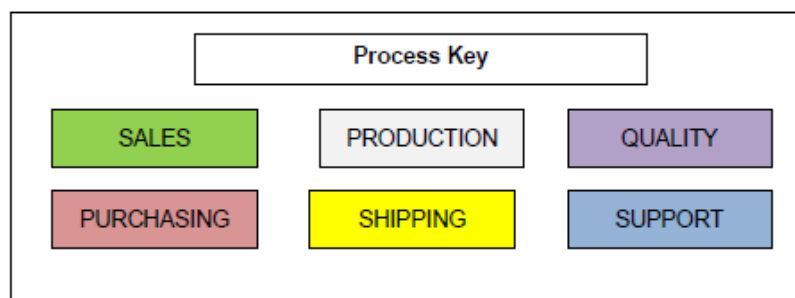 Process Key
SALES
PRODUCTION
QUALITY
PURCHASING
SHIPPING
SUPPORT